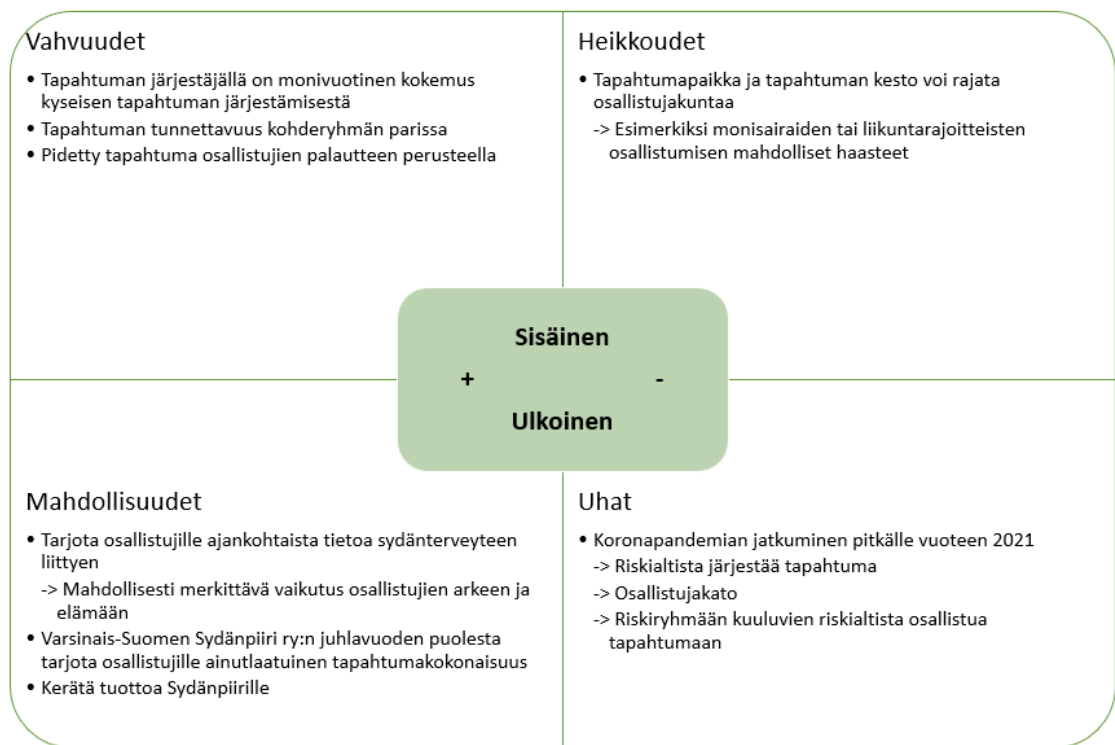 Vahvuudet
• Tapahtuman järjestäjällä on monivuotinen kokemus
kyseisen tapahtuman järjestämisestä
• Tapahtuman tunnettavuus kohderyhmän parissa
• Pidetty tapahtuma osallistujien palautteen perusteella
Heikkoudet
• Tapahtumapaikka ja tapahtuman kesto voi rajata
osallistujakuntaa
-> Esimerkiksi monisairaiden tai liikuntarajoitteisten
osallistumisen mahdolliset haasteet
Sisäinen
+ -
Ulkoinen
Mahdollisuudet
• Tarjota osallistujille ajankohtaista tietoa sydänterveyteen
liittyen
-> Mahdollisesti merkittävä vaikutus osallistujien arkeen ja
elämään
• Varsinais-Suomen Sydänpiiri ry:n juhlavuoden puolesta
tarjota osallistujille ainutlaatuinen tapahtumakokonaisuus
• Kerätä tuottoa Sydänpiirille
Uhat
• Koronapandemian jatkuminen pitkälle vuoteen 2021
-> Riskialtista järjestää tapahtuma
-> Osallistujakato
-> Riskiryhmään kuuluvien riskialtista osallistua
tapahtumaan